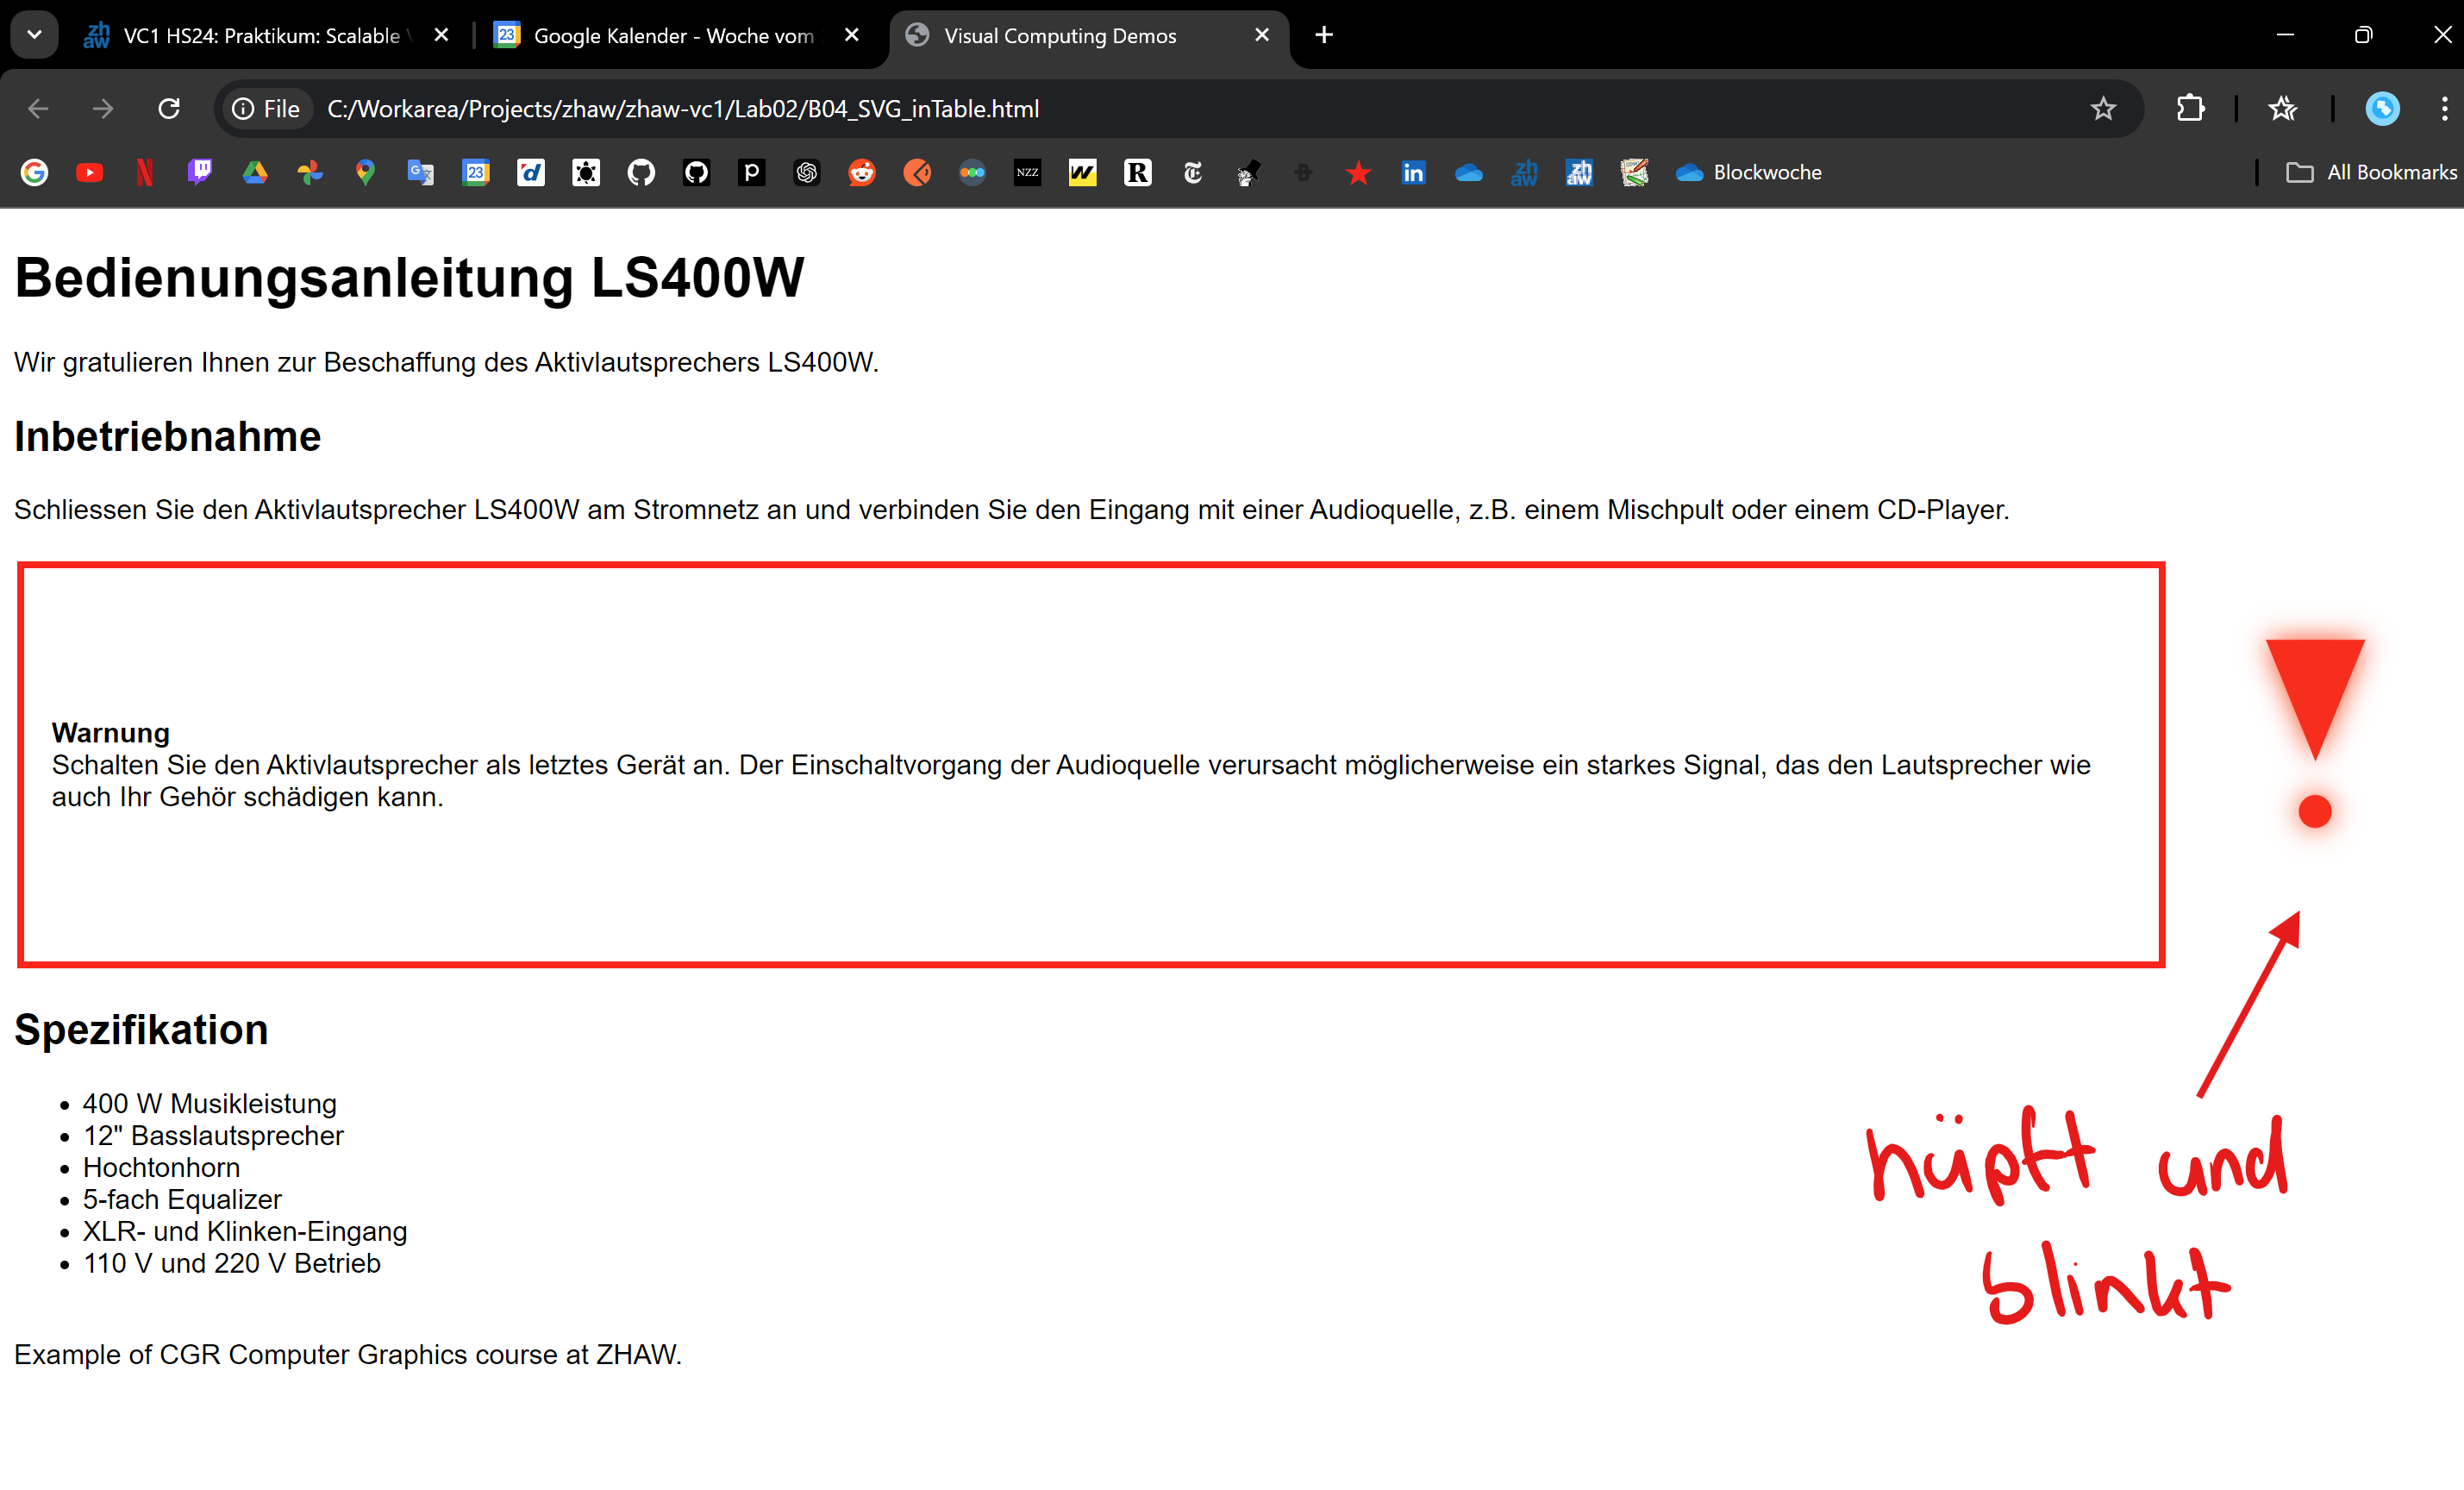 VC1 HS24: Praktikum: Scalable
Google Kalender - Woche vom
Visual Computing Demos
File
C:/Workarea/Projects/zhaw/zhaw-vc1/Lab02/B04_SVG_inTable.html
23
NZZ
R
in
zhaw
zhaw
Blockwoche
All Bookmarks
Bedienungsanleitung LS400W
Wir gratulieren Ihnen zur Beschaffung des Aktivlautsprechers LS400W.
Inbetriebnahme
Schliessen Sie den Aktivlautsprecher LS400W am Stromnetz an und verbinden Sie den Eingang mit einer Audioquelle, z.B. einem Mischpult oder einem CD-Player.
Warnung
Schalten Sie den Aktivlautsprecher als letztes Gerät an. Der Einschaltvorgang der Audioquelle verursacht möglicherweise ein starkes Signal, das den Lautsprecher wie
auch Ihr Gehör schädigen kann.
Spezifikation
• 400 W Musikleistung
• 12" Basslautsprecher
• Hochtonhorn
• 5-fach Equalizer
• XLR- und Klinken-Eingang
• 110 V und 220 V Betrieb
hüpft und
blinkt
Example of CGR Computer Graphics course at ZHAW.